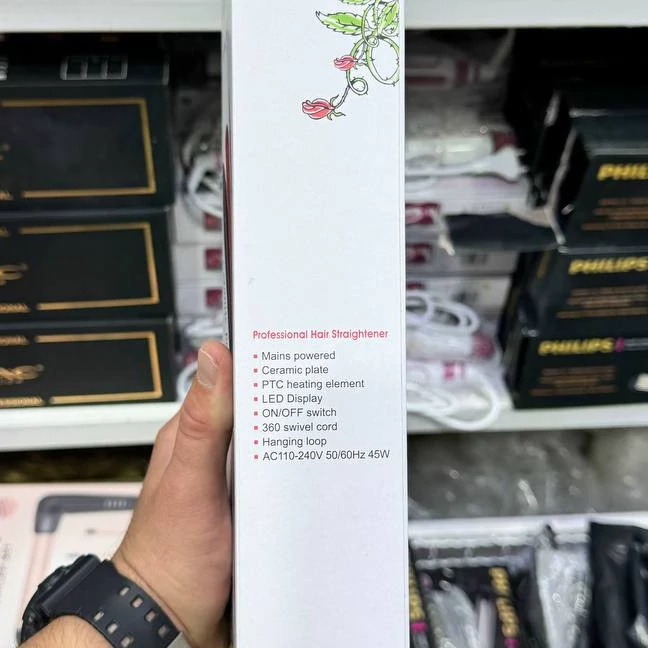 Professional Hair Straightener
Mains powered
Ceramic plate
PTC heating element
LED Display
ON/OFF switch
360 swivel cord
Hanging loop
AC110-240V 50/60Hz 45W
PHILIPS
PHILIPS